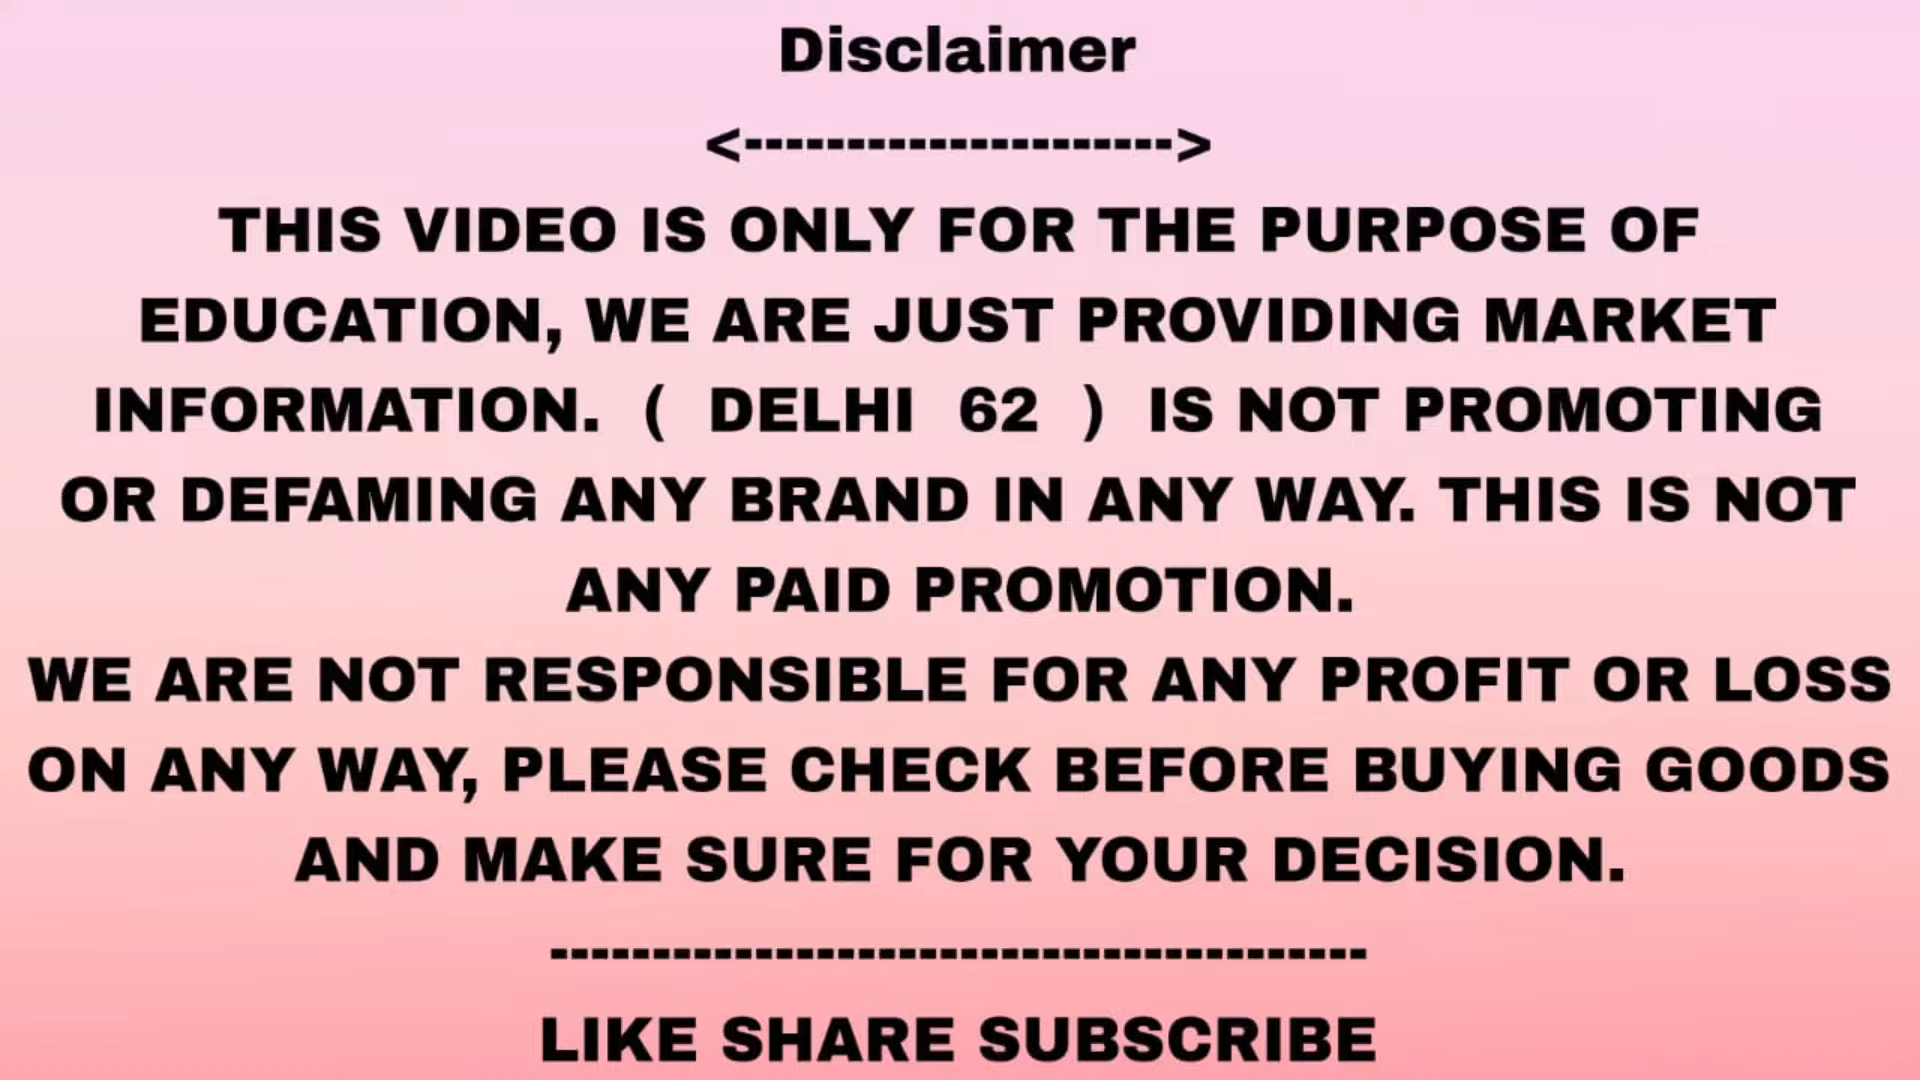 Disclaimer
<--------------------->
THIS VIDEO IS ONLY FOR THE PURPOSE OF
EDUCATION, WE ARE JUST PROVIDING MARKET
INFORMATION. ( DELHI 62 ) IS NOT PROMOTING
OR DEFAMING ANY BRAND IN ANY WAY. THIS IS NOT
ANY PAID PROMOTION.
WE ARE NOT RESPONSIBLE FOR ANY PROFIT OR LOSS
ON ANY WAY, PLEASE CHECK BEFORE BUYING GOODS
AND MAKE SURE FOR YOUR DECISION.
----------------------------------------
LIKE SHARE SUBSCRIBE